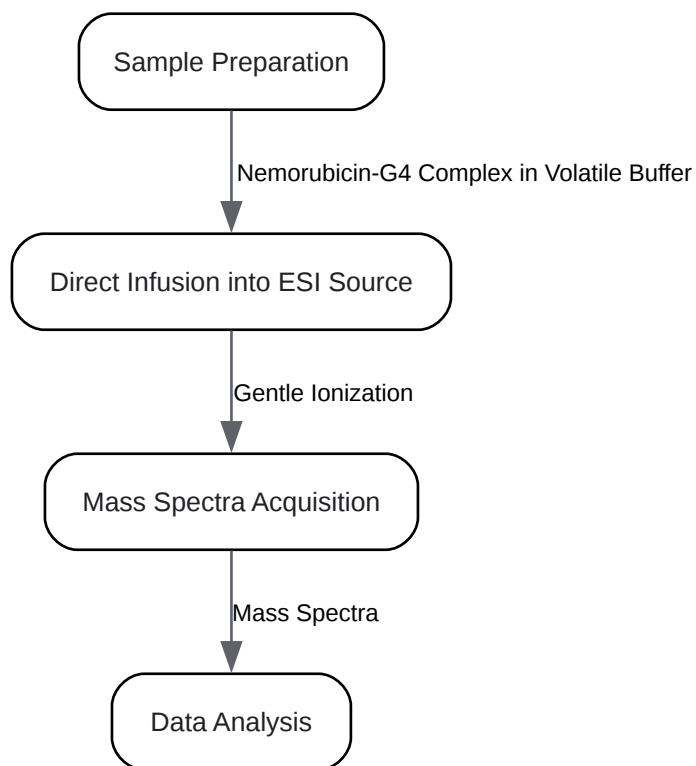 Sample Preparation
Nemorubicin-G4 Complex in Volatile Buffer
Direct Infusion into ESI Source
Gentle Ionization
Mass Spectra Acquisition
Mass Spectra
Data Analysis